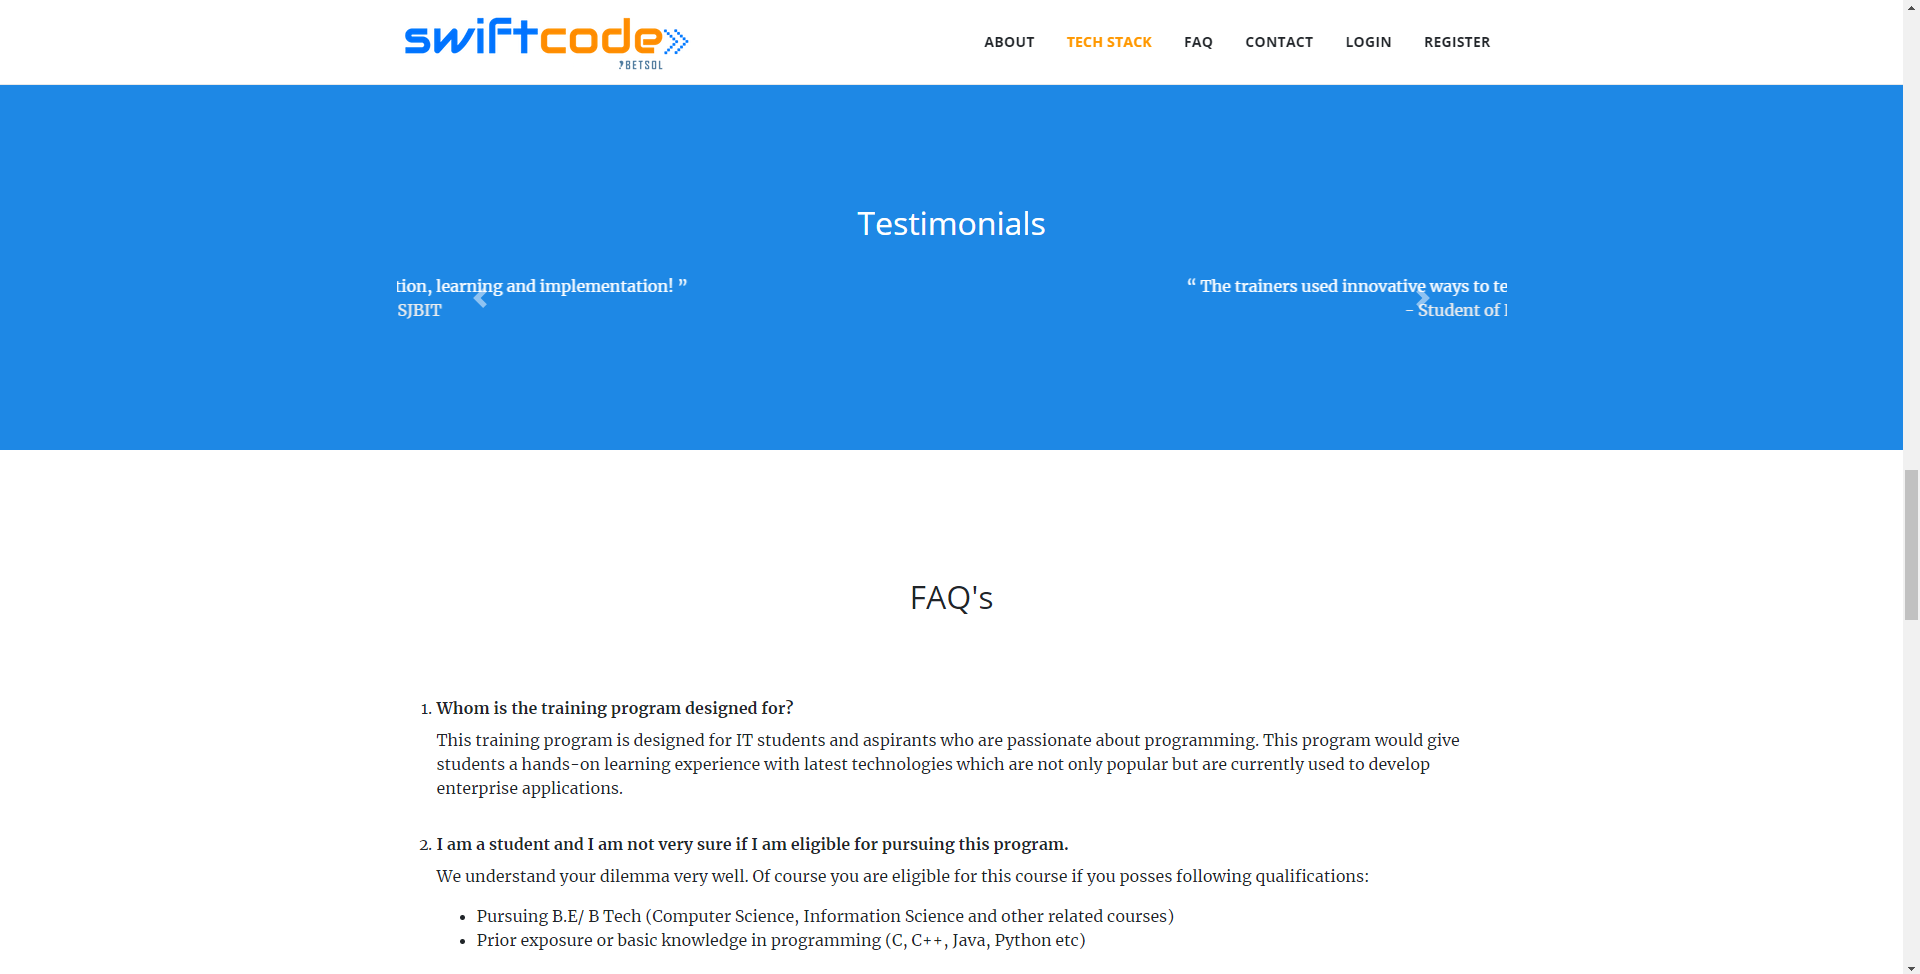 swiftcode
BETSOL
ABOUT TECH STACK FAQ CONTACT LOGIN REGISTER
Testimonials
learning and implementation! ”
SJBIT
“ The trainers used innovative ways to
- Student of
FAQ's
1. Whom is the training program designed for?
This training program is designed for IT students and aspirants who are passionate about programming. This program would give
students a hands-on learning experience with latest technologies which are not only popular but are currently used to develop
enterprise applications.
2. I am a student and I am not very sure if I am eligible for pursuing this program.
We understand your dilemma very well. Of course you are eligible for this course if you posses following qualifications:
• Pursuing B.E/ B Tech (Computer Science, Information Science and other related courses)
• Prior exposure or basic knowledge in programming (C, C++, Java, Python etc)